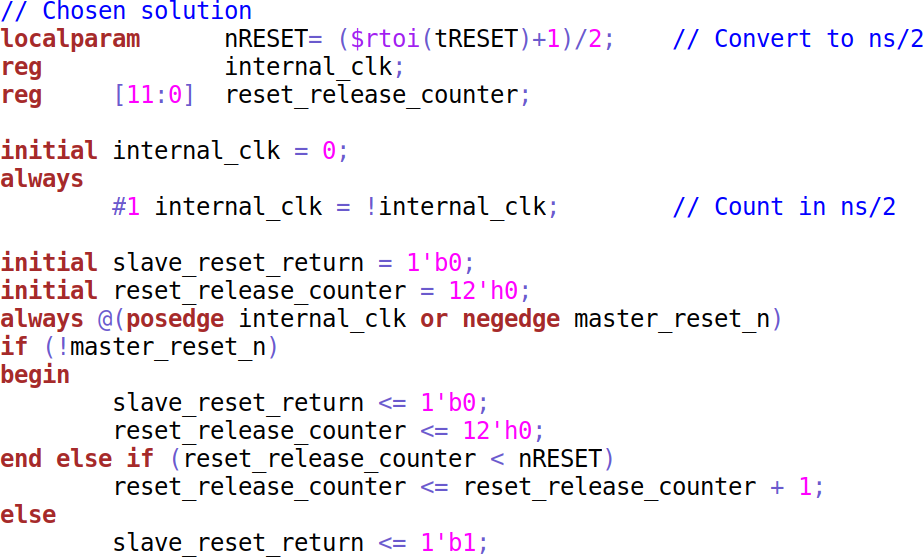 // Chosen solution
localparam      nRESET= ($rtoi(tRESET)+1)/2;    // Convert to ns/2
reg             internal_clk;
reg     [11:0]  reset_release_counter;

initial internal_clk = 0;
always
        #1 internal_clk = !internal_clk;        // Count in ns/2

initial slave_reset_return = 1'b0;
initial reset_release_counter = 12'h0;
always @(posedge internal_clk or negedge master_reset_n)
if (!master_reset_n)
begin
        slave_reset_return <= 1'b0;
        reset_release_counter <= 12'h0;
end else if (reset_release_counter < nRESET)
        reset_release_counter <= reset_release_counter + 1;
else
        slave_reset_return <= 1'b1;